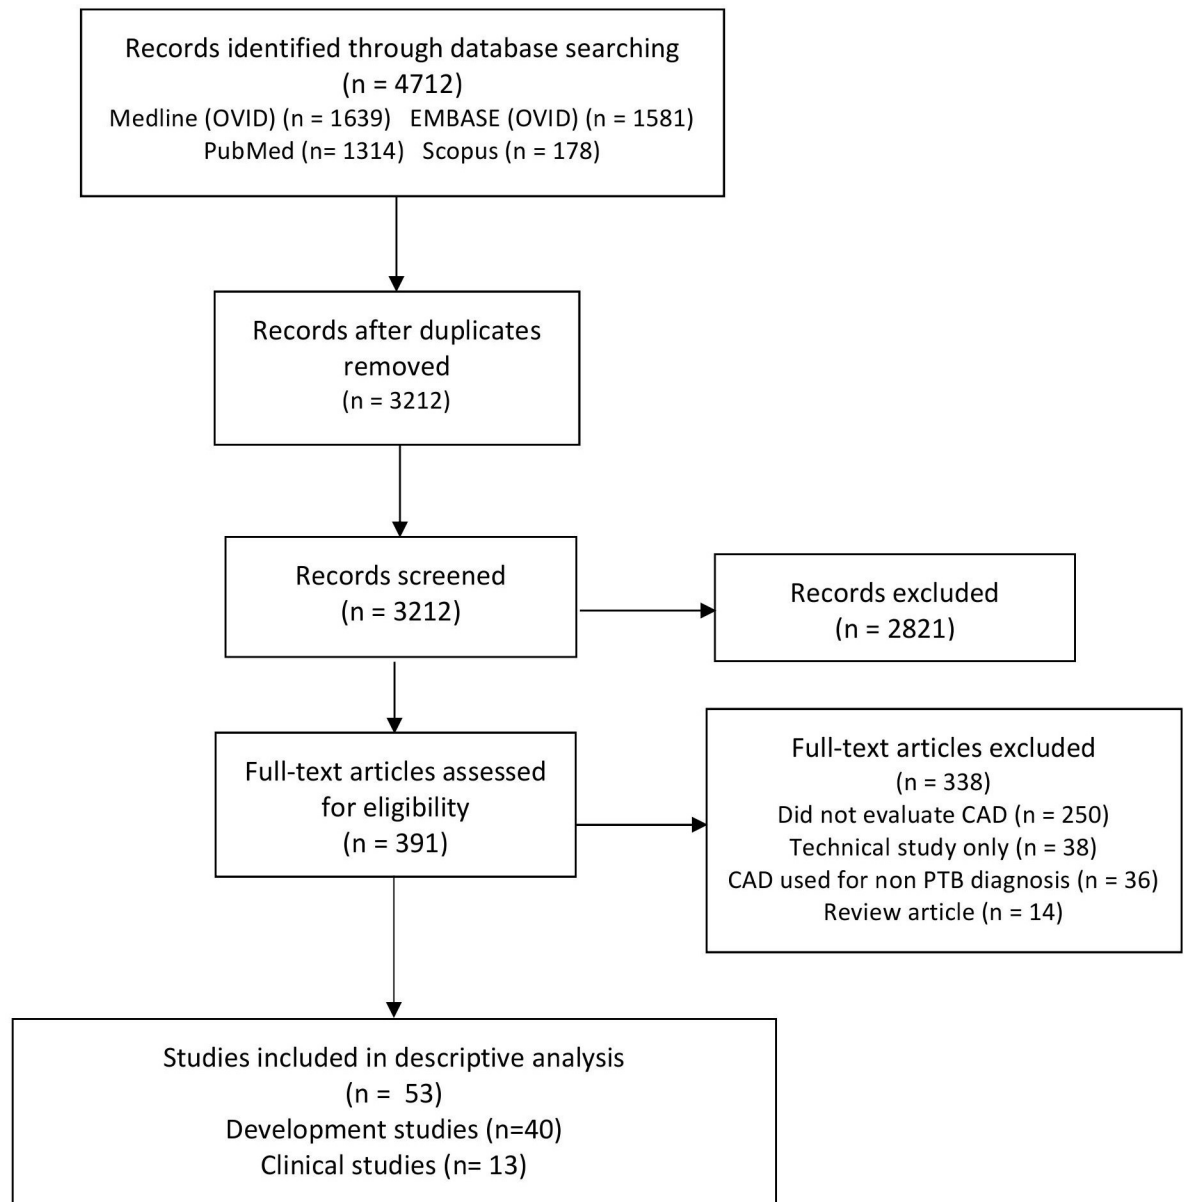 Records identified through database searching
(n = 4712)
Medline (OVID) (n = 1639)   EMBASE (OVID) (n = 1581)
PubMed (n= 1314)   Scopus (n = 178)
Records after duplicates
removed
(n = 3212)
Records screened
(n = 3212)
Records excluded
(n = 2821)
Full-text articles assessed
for eligibility
(n = 391)
Full-text articles excluded
(n = 338)
Did not evaluate CAD (n = 250)
Technical study only (n = 38)
CAD used for non PTB diagnosis (n = 36)
Review article (n = 14)
Studies included in descriptive analysis
(n =  53)
Development studies (n=40)
Clinical studies (n= 13)